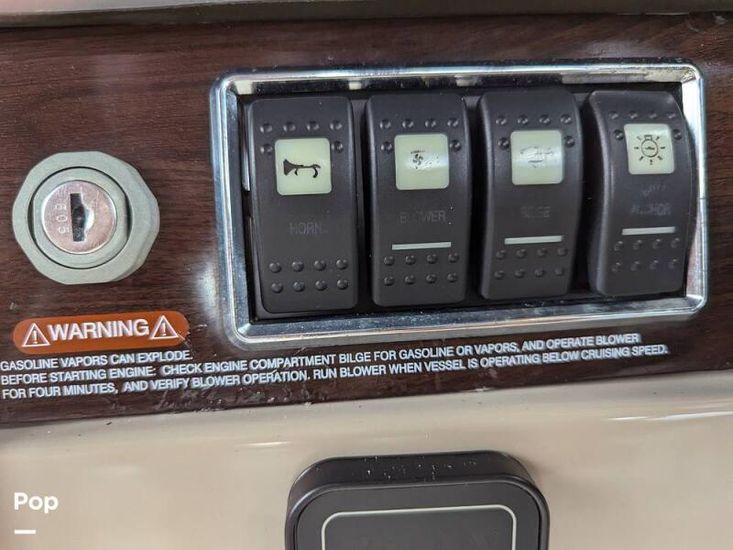 HORN
BLOWER
BILGE
ANCHOR
605
WARNING
GASOLINE VAPORS CAN EXPLODE.
BEFORE STARTING ENGINE: CHECK ENGINE COMPARTMENT BILGE FOR GASOLINE OR VAPORS, AND OPERATE BLOWER
FOR FOUR MINUTES, AND VERIFY BLOWER OPERATION. RUN BLOWER WHEN VESSEL IS OPERATING BELOW CRUISING SPEED.
Pop